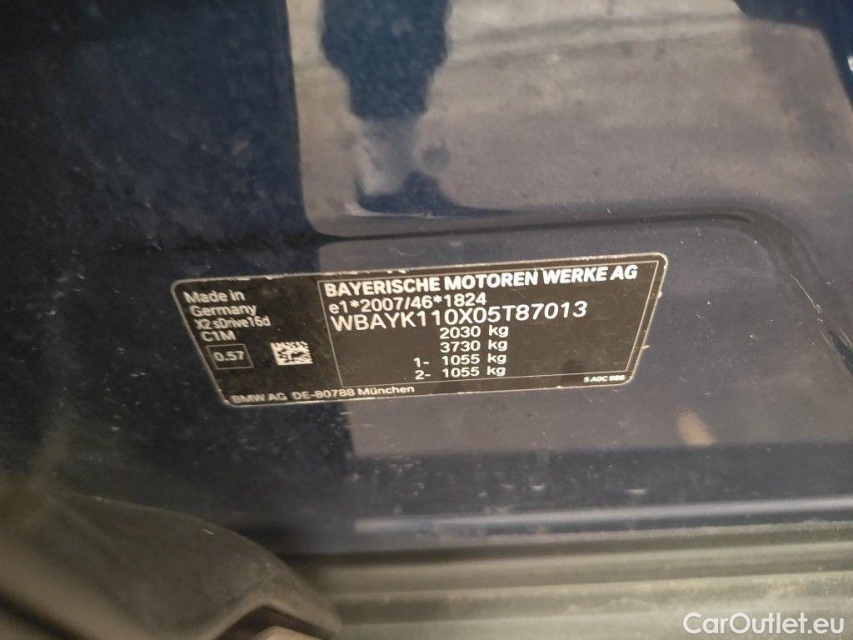 Made in
Germany
X2 sDrive16d
C1M
0.57
BAYERISCHE MOTOREN WERKE AG
e1*2007/46*1824
WBAYK110X05T87013
2030 kg
3730 kg
1- 1055 kg
2- 1055 kg
BMW AG DE-80788 München
CarOutlet.eu